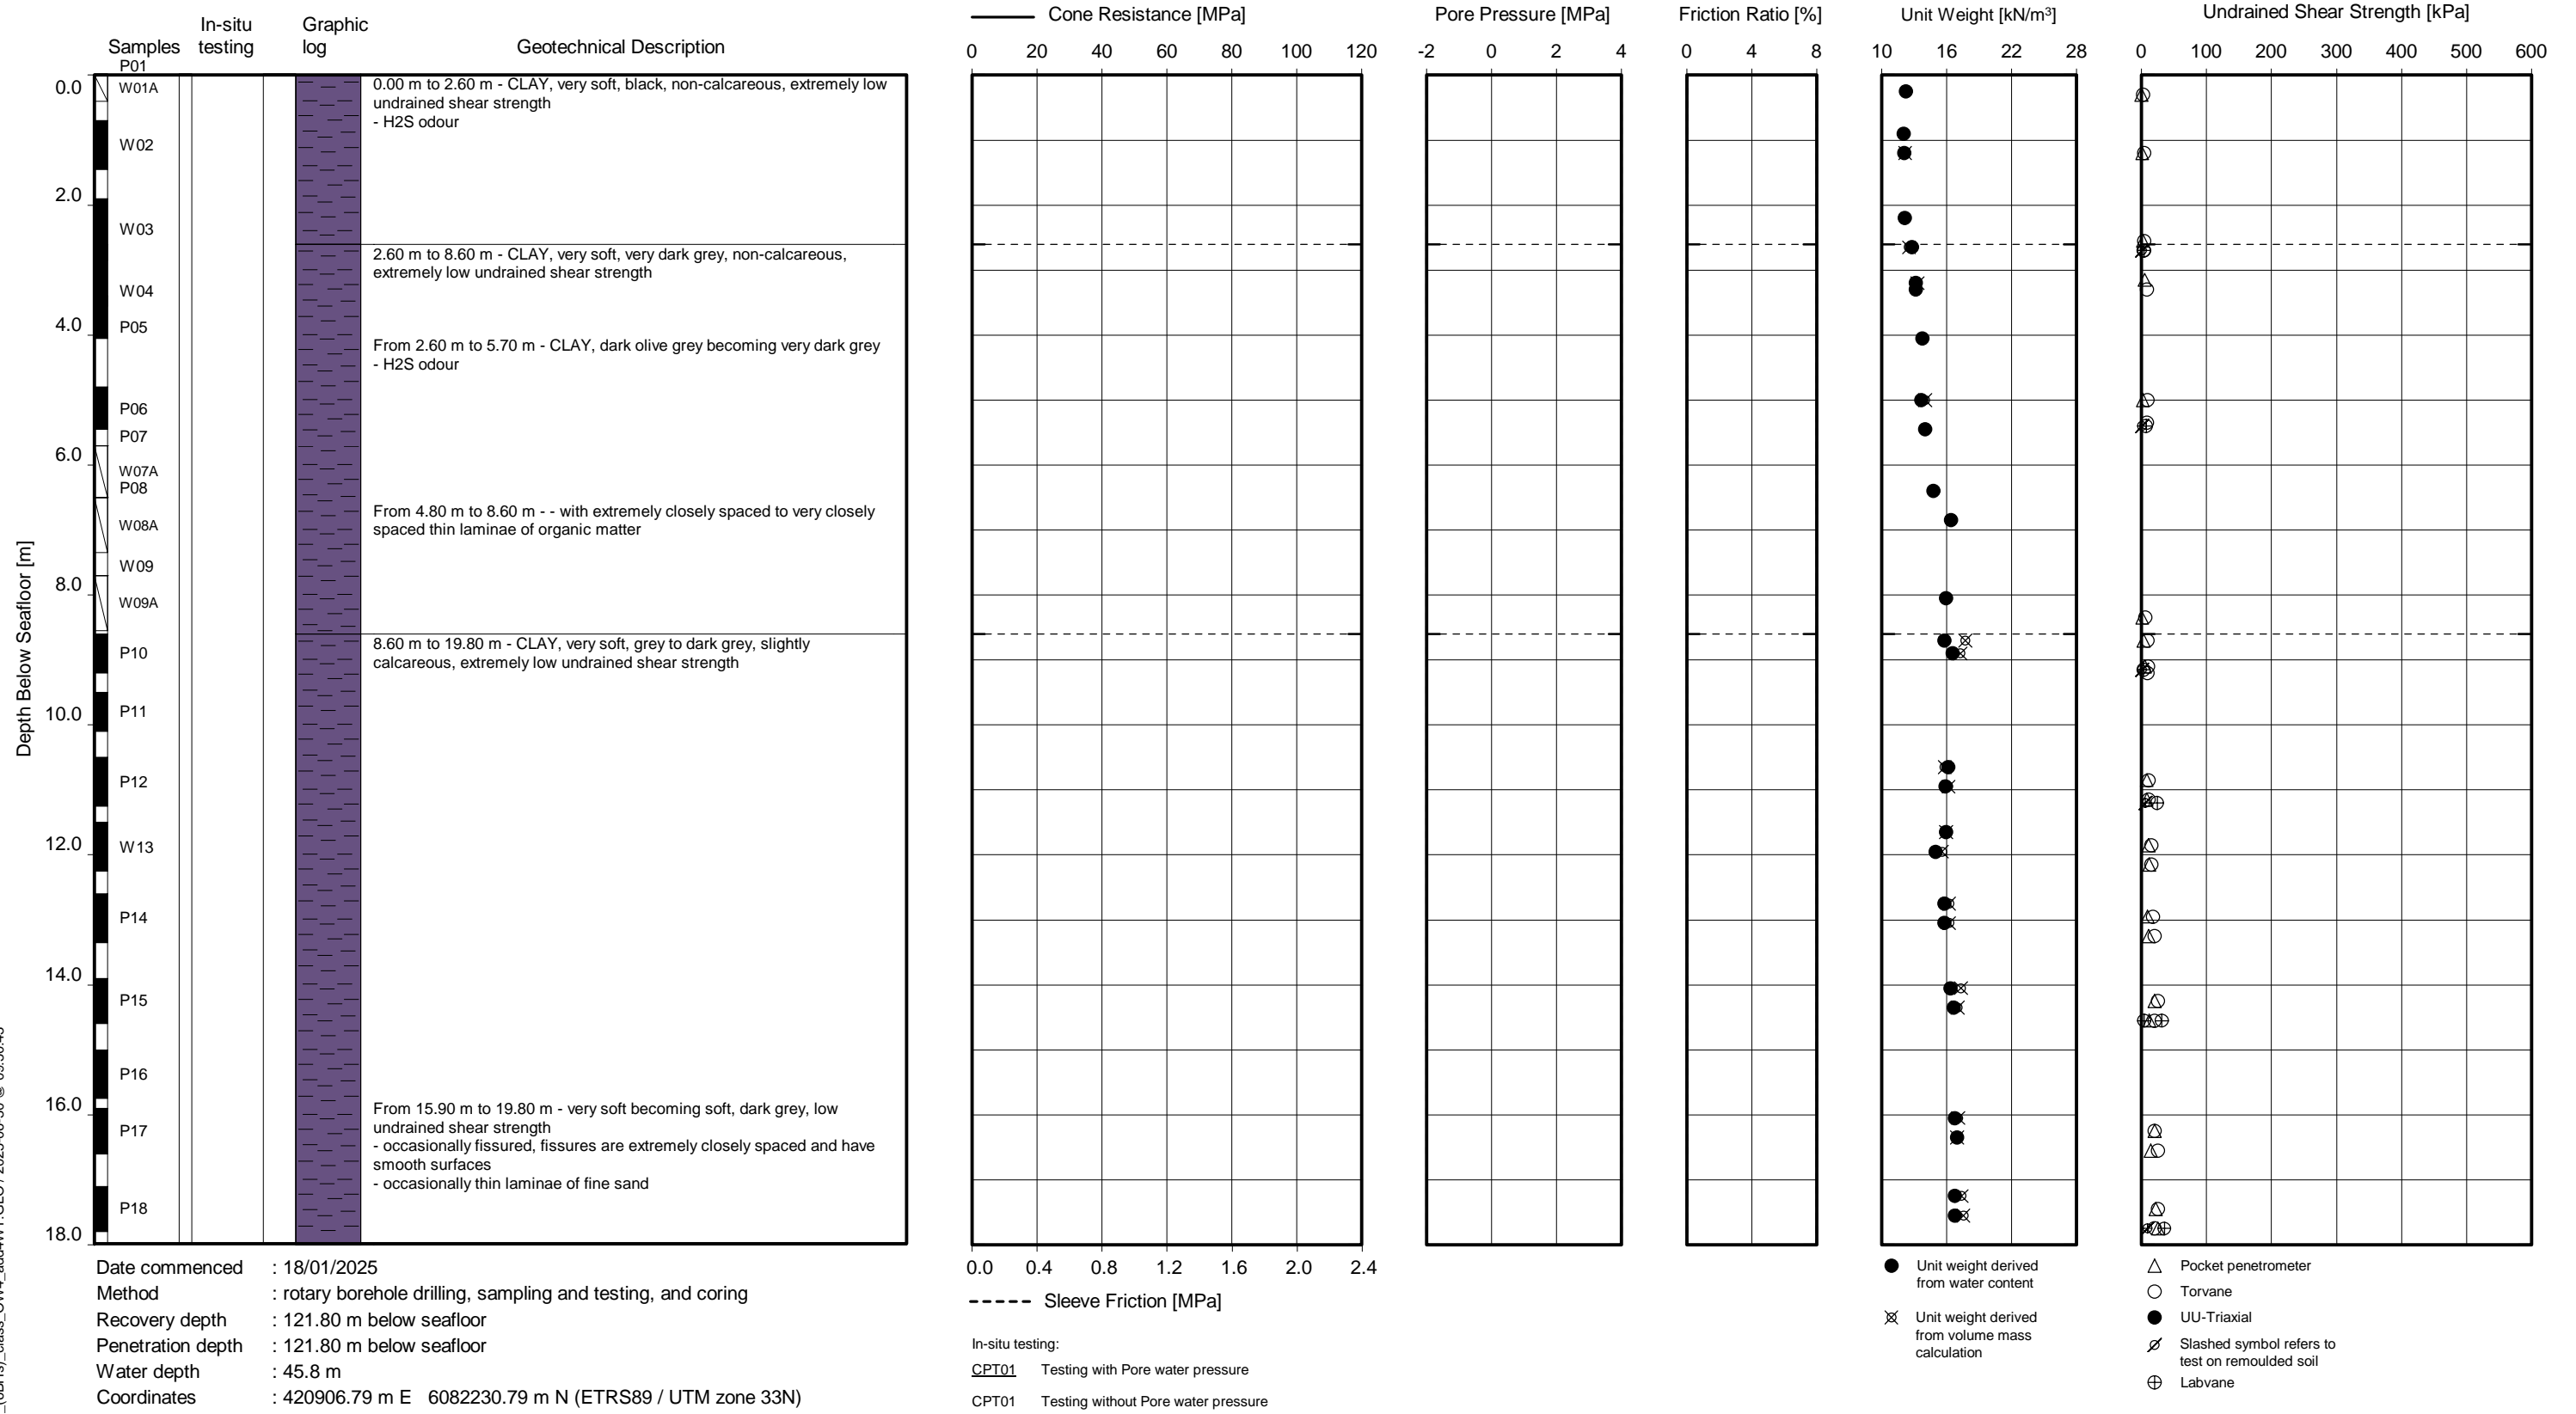 Samples
In-situ
testing
Graphic
log
Geotechnical Description
Cone Resistance [MPa]
Pore Pressure [MPa]
Friction Ratio [%]
Unit Weight [kN/m³]
Undrained Shear Strength [kPa]
0 20 40 60 80 100 120
-2 0 2 4
0 4 8
10 16 22 28
0 100 200 300 400 500 600
Depth Below Seafloor [m]
0.0
2.0
4.0
6.0
8.0
10.0
12.0
14.0
16.0
18.0
P01
W01A
W02
W03
W04
P05
P06
P07
W07A
P08
W08A
W09
W09A
P10
P11
P12
W13
P14
P15
P16
P17
P18
0.00 m to 2.60 m - CLAY, very soft, black, non-calcareous, extremely low
undrained shear strength
- H2S odour
2.60 m to 8.60 m - CLAY, very soft, very dark grey, non-calcareous,
extremely low undrained shear strength
From 2.60 m to 5.70 m - CLAY, dark olive grey becoming very dark grey
- H2S odour
From 4.80 m to 8.60 m - - with extremely closely spaced to very closely
spaced thin laminae of organic matter
8.60 m to 19.80 m - CLAY, very soft, grey to dark grey, slightly
calcareous, extremely low undrained shear strength
From 15.90 m to 19.80 m - very soft becoming soft, dark grey, low
undrained shear strength
- occasionally fissured, fissures are extremely closely spaced and have
smooth surfaces
- occasionally thin laminae of fine sand
Date commenced : 18/01/2025
Method : rotary borehole drilling, sampling and testing, and coring
Recovery depth : 121.80 m below seafloor
Penetration depth : 121.80 m below seafloor
Water depth : 45.8 m
Coordinates : 420906.79 m E 6082230.79 m N (ETRS89 / UTM zone 33N)
0.0 0.4 0.8 1.2 1.6 2.0 2.4
Sleeve Friction [MPa]
In-situ testing:
CPT01 Testing with Pore water pressure
CPT01 Testing without Pore water pressure
Unit weight derived
from water content
Unit weight derived
from volume mass
calculation
Pocket penetrometer
Torvane
UU-Triaxial
Slashed symbol refers to
test on remoulded soil
Labvane